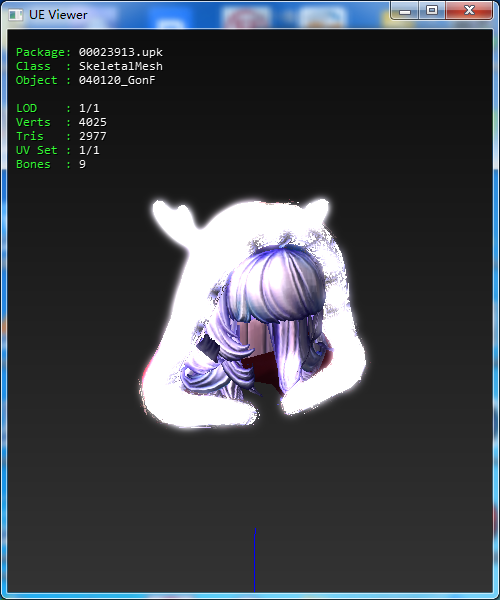 UE Viewer
Package: 00023913.upk
Class : SkeletalMesh
Object : 040120_GonF
LOD : 1/1
Verts : 4025
Tris : 2977
UV Set : 1/1
Bones : 9